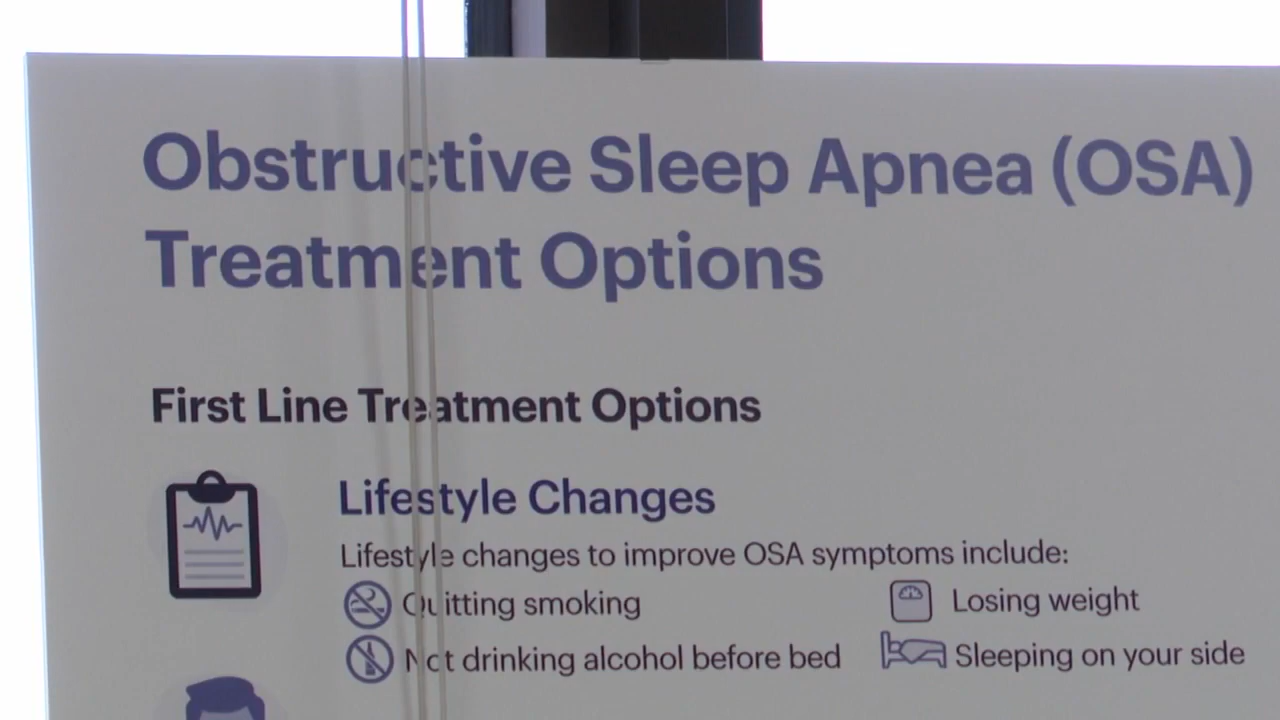 Obstructive Sleep Apnea (OSA)
Treatment Options
First Line Treatment Options
Lifestyle Changes
Lifestyle changes to improve OSA symptoms include:
Quitting smoking
Losing weight
Not drinking alcohol before bed
Sleeping on your side